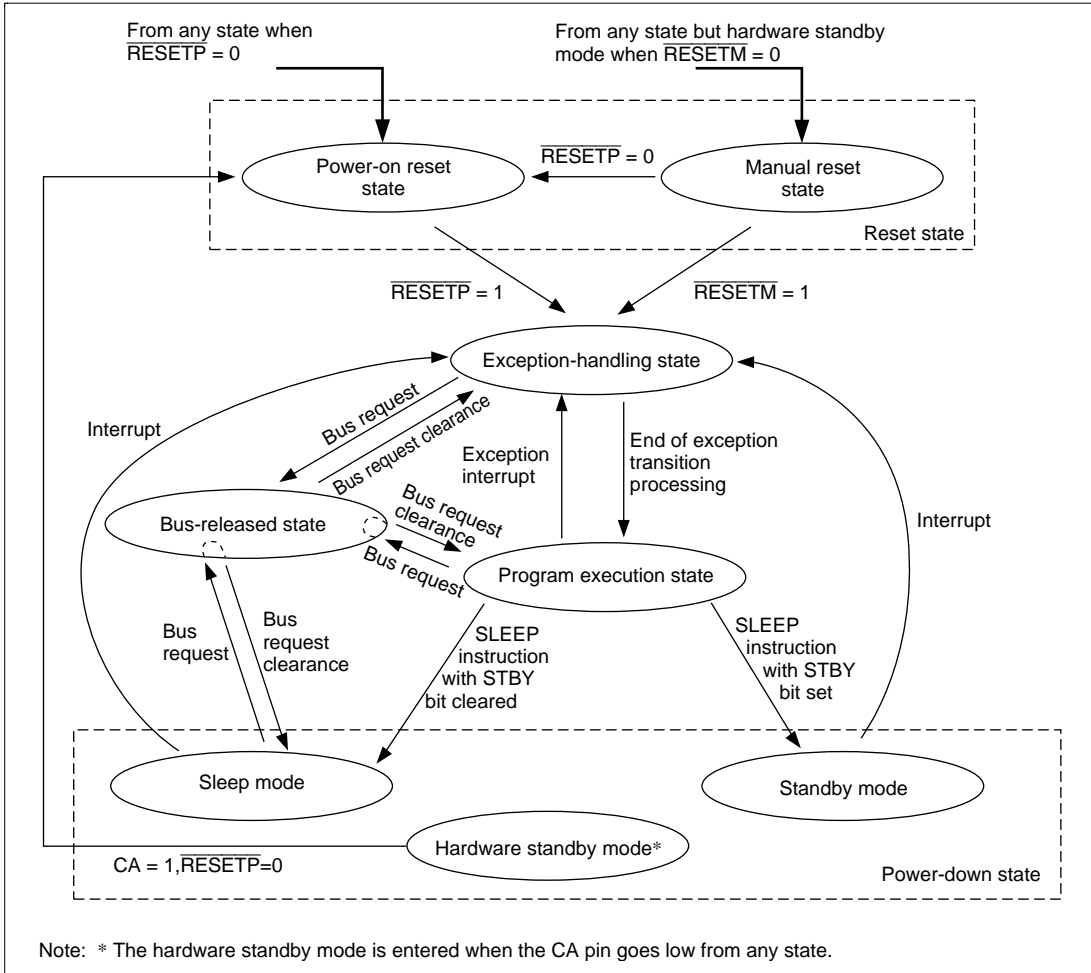 From any state when
RESETP = 0
From any state but hardware standby
mode when RESETM = 0
Power-on reset
state
RESETP = 0
Manual reset
state
Reset state
RESETP = 1
RESETM = 1
Exception-handling state
Interrupt
Bus request
Bus request clearance
Exception
interrupt
End of exception
transition
processing
Interrupt
Bus-released state
Bus request
clearance
Bus request
Program execution state
Bus
request
Bus
request
clearance
SLEEP
instruction
with STBY
bit cleared
SLEEP
instruction
with STBY
bit set
Sleep mode
Standby mode
Hardware standby mode*
CA = 1,RESETP=0
Power-down state
Note: * The hardware standby mode is entered when the CA pin goes low from any state.